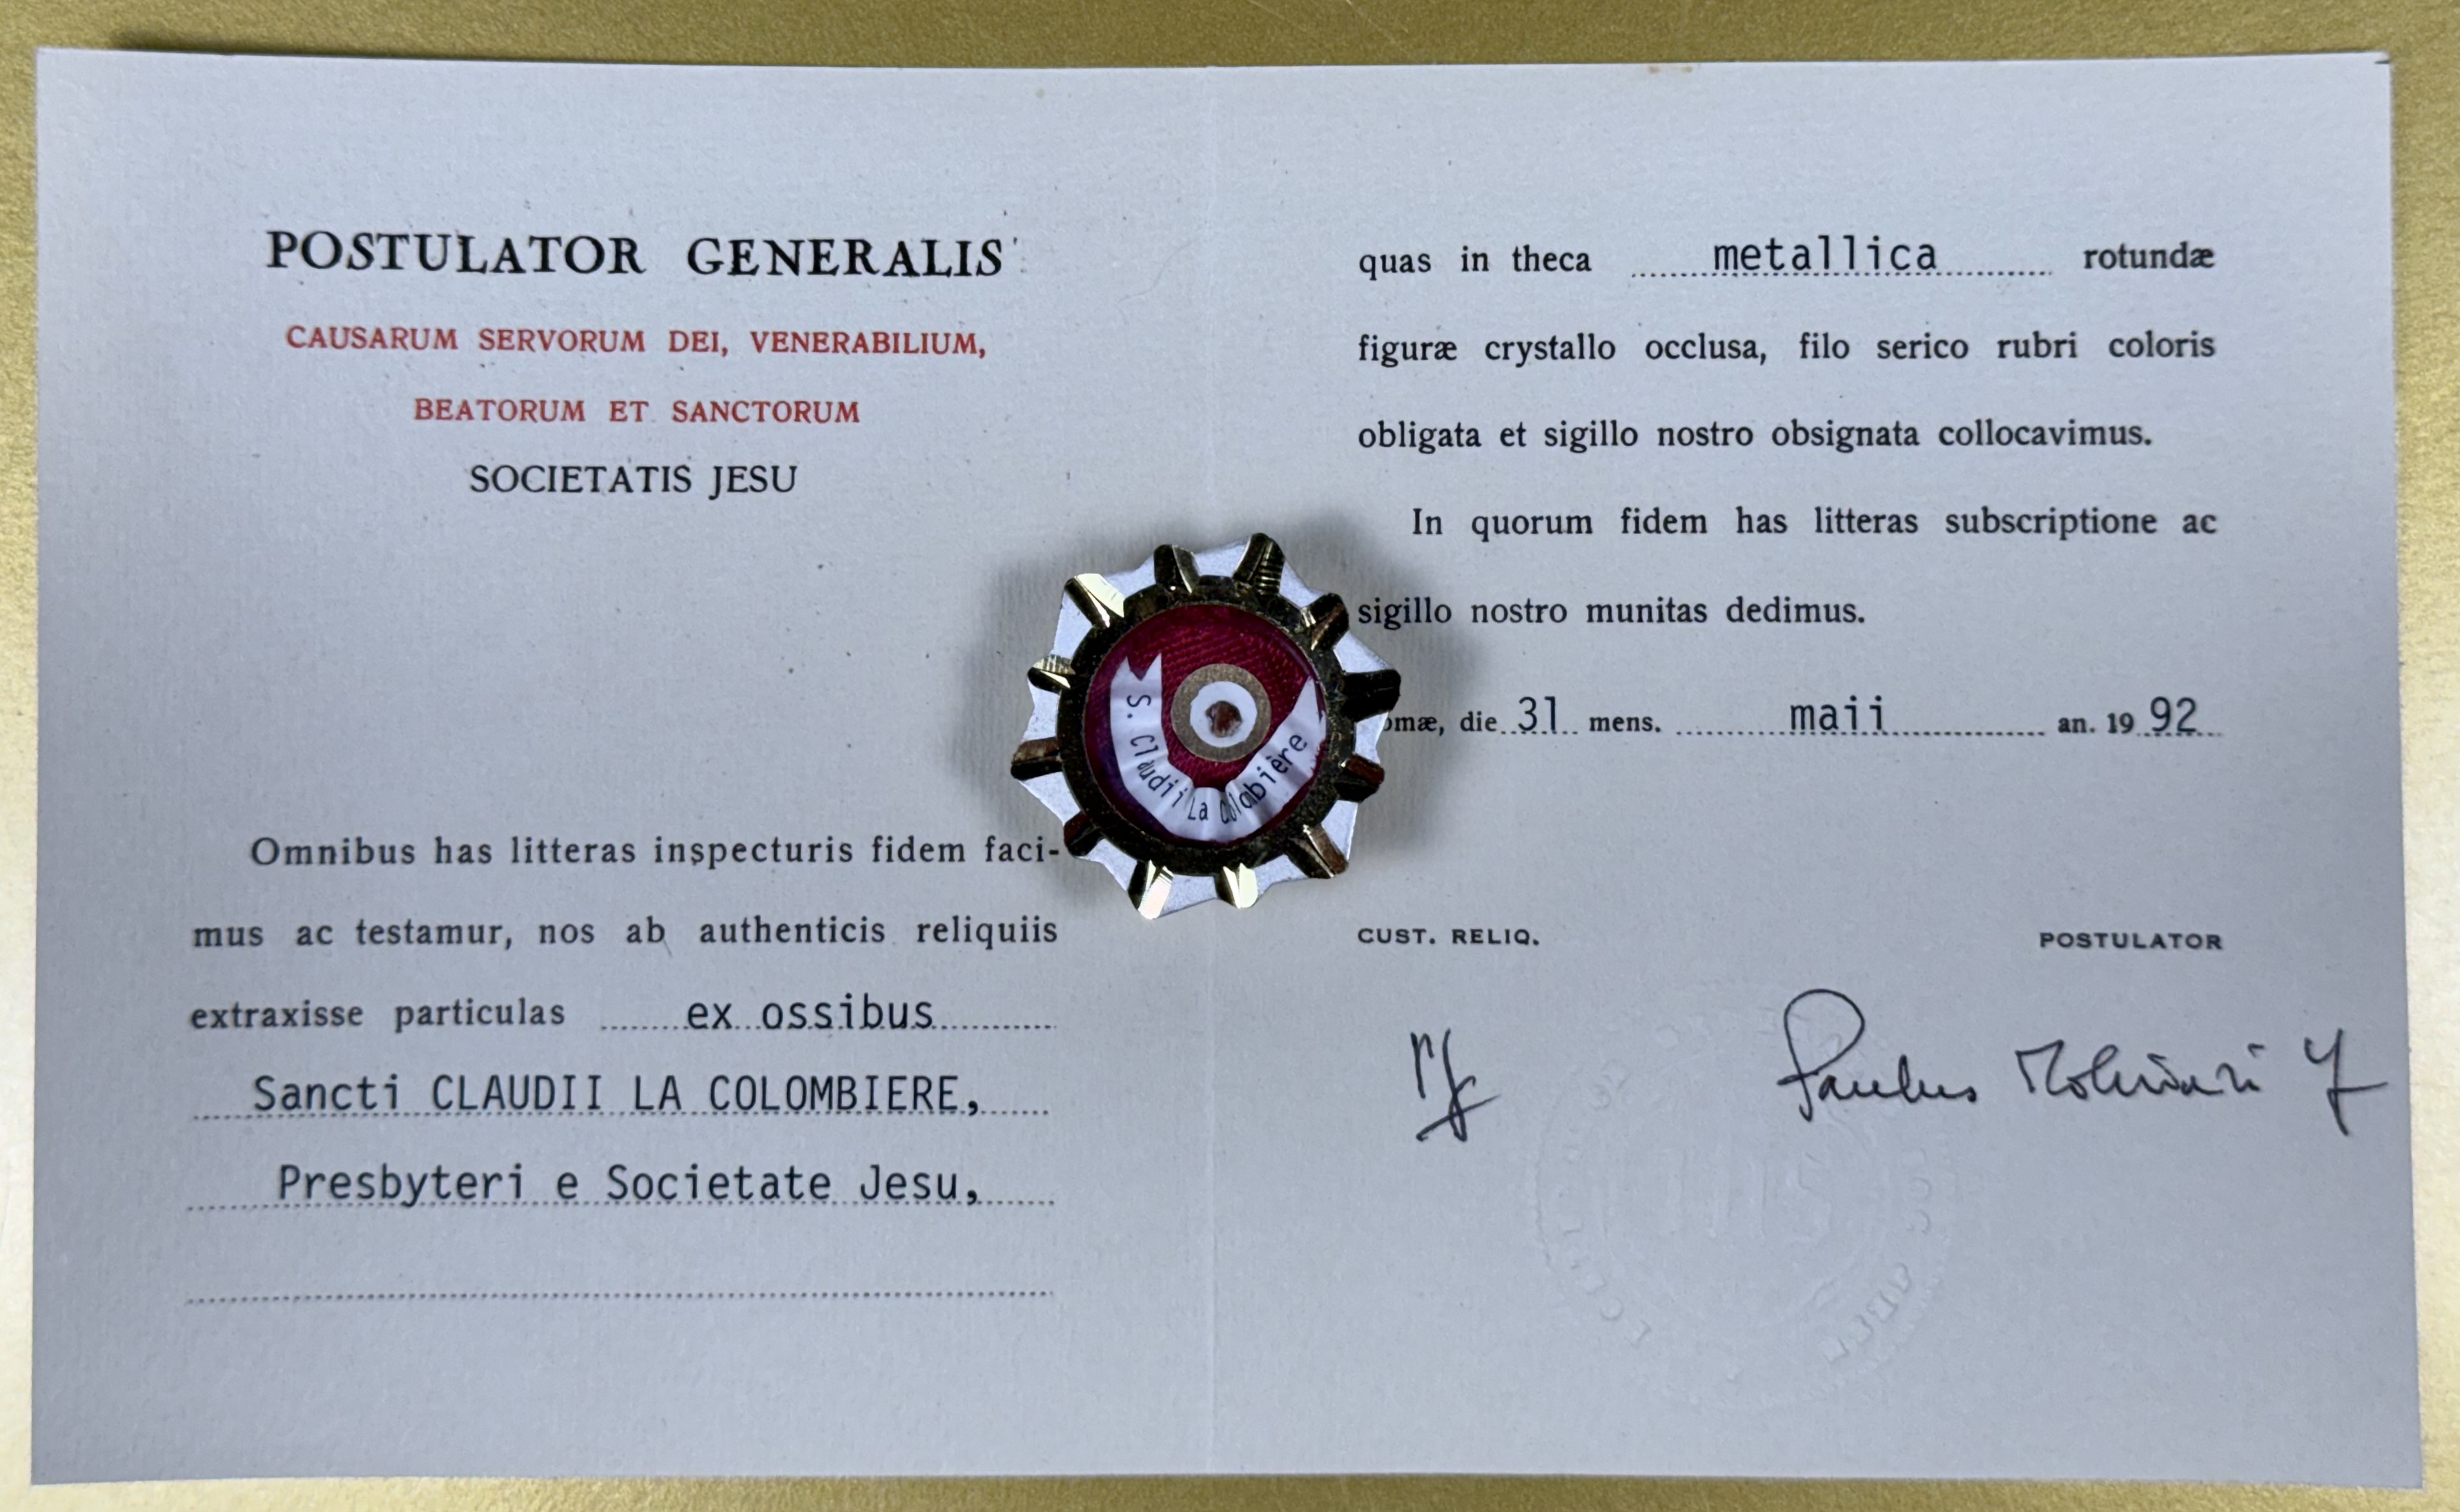 POSTULATOR GENERALIS
CAUSARUM SERVORUM DEI, VENERABILIUM,
BEATORUM ET SANCTORUM
SOCIETATIS JESU
Omnibus has litteras inspecturis fidem faci-
mus ac testamur, nos ab authenticis reliquiis
extraxisse particulas ex ossibus
Sancti CLAUDII LA COLOMBIERE,
Presbyteri e Societate Jesu,
S. Claudii La
quas in theca metallica rotundæ
figuræ crystallo occlusa, filo serico rubri coloris
obligata et sigillo nostro obsignata collocavimus.
In quorum fidem has litteras subscriptione ac
sigillo nostro munitas dedimus.
omæ, die 31 mens. maii an. 19 92
CUST. RELIQ. POSTULATOR
Paulus Molinari